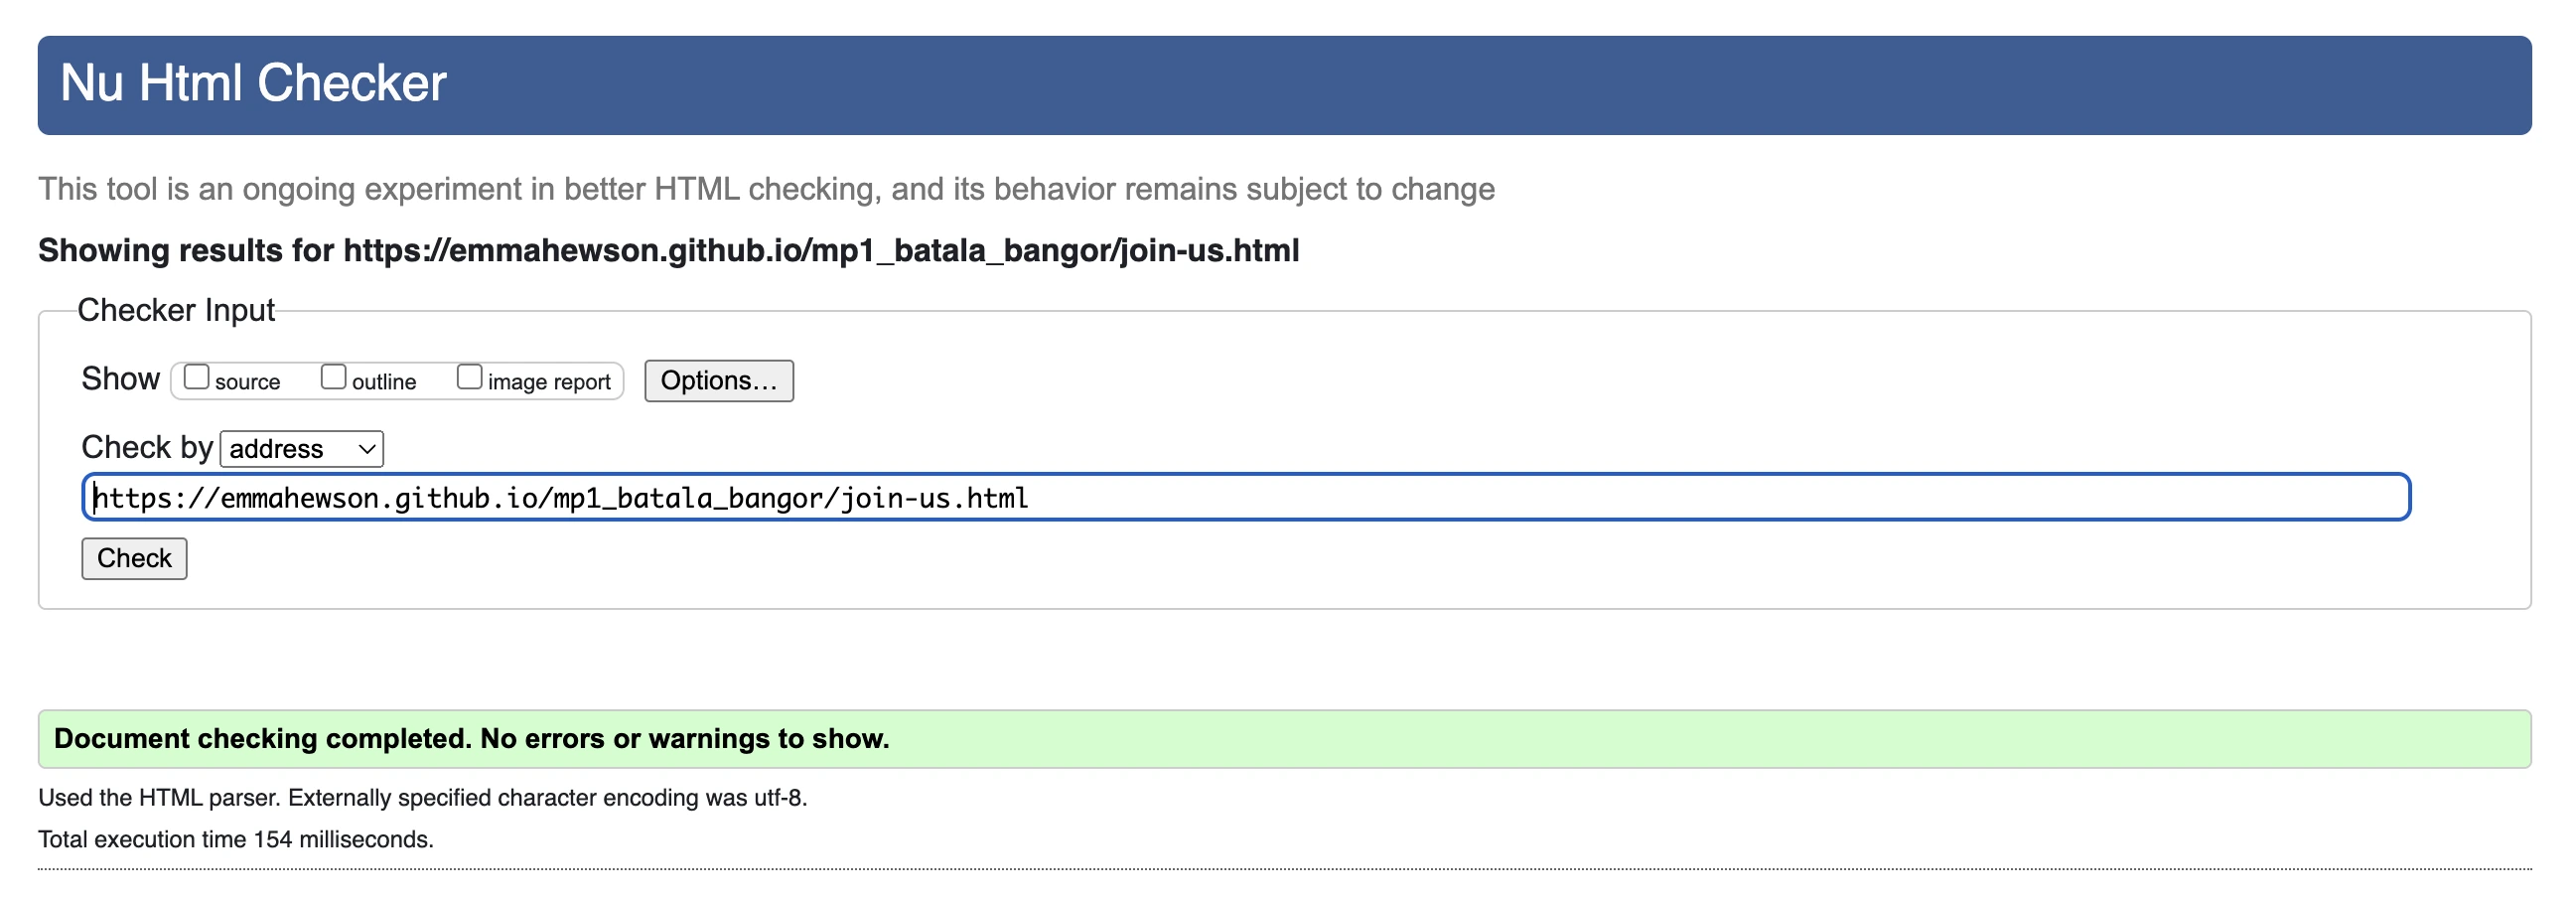 Nu Html Checker
This tool is an ongoing experiment in better HTML checking, and its behavior remains subject to change
Showing results for https://emmahewson.github.io/mp1_batala_bangor/join-us.html
Checker Input
Show source outline image report Options…
Check by address
https://emmahewson.github.io/mp1_batala_bangor/join-us.html
Check
Document checking completed. No errors or warnings to show.
Used the HTML parser. Externally specified character encoding was utf-8.
Total execution time 154 milliseconds.